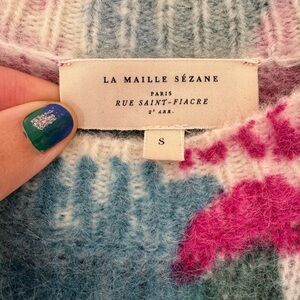 LA MAILLE SÉZANE
PARIS
RUE SAINT-FIACRE
2ᵉ ARR.
S